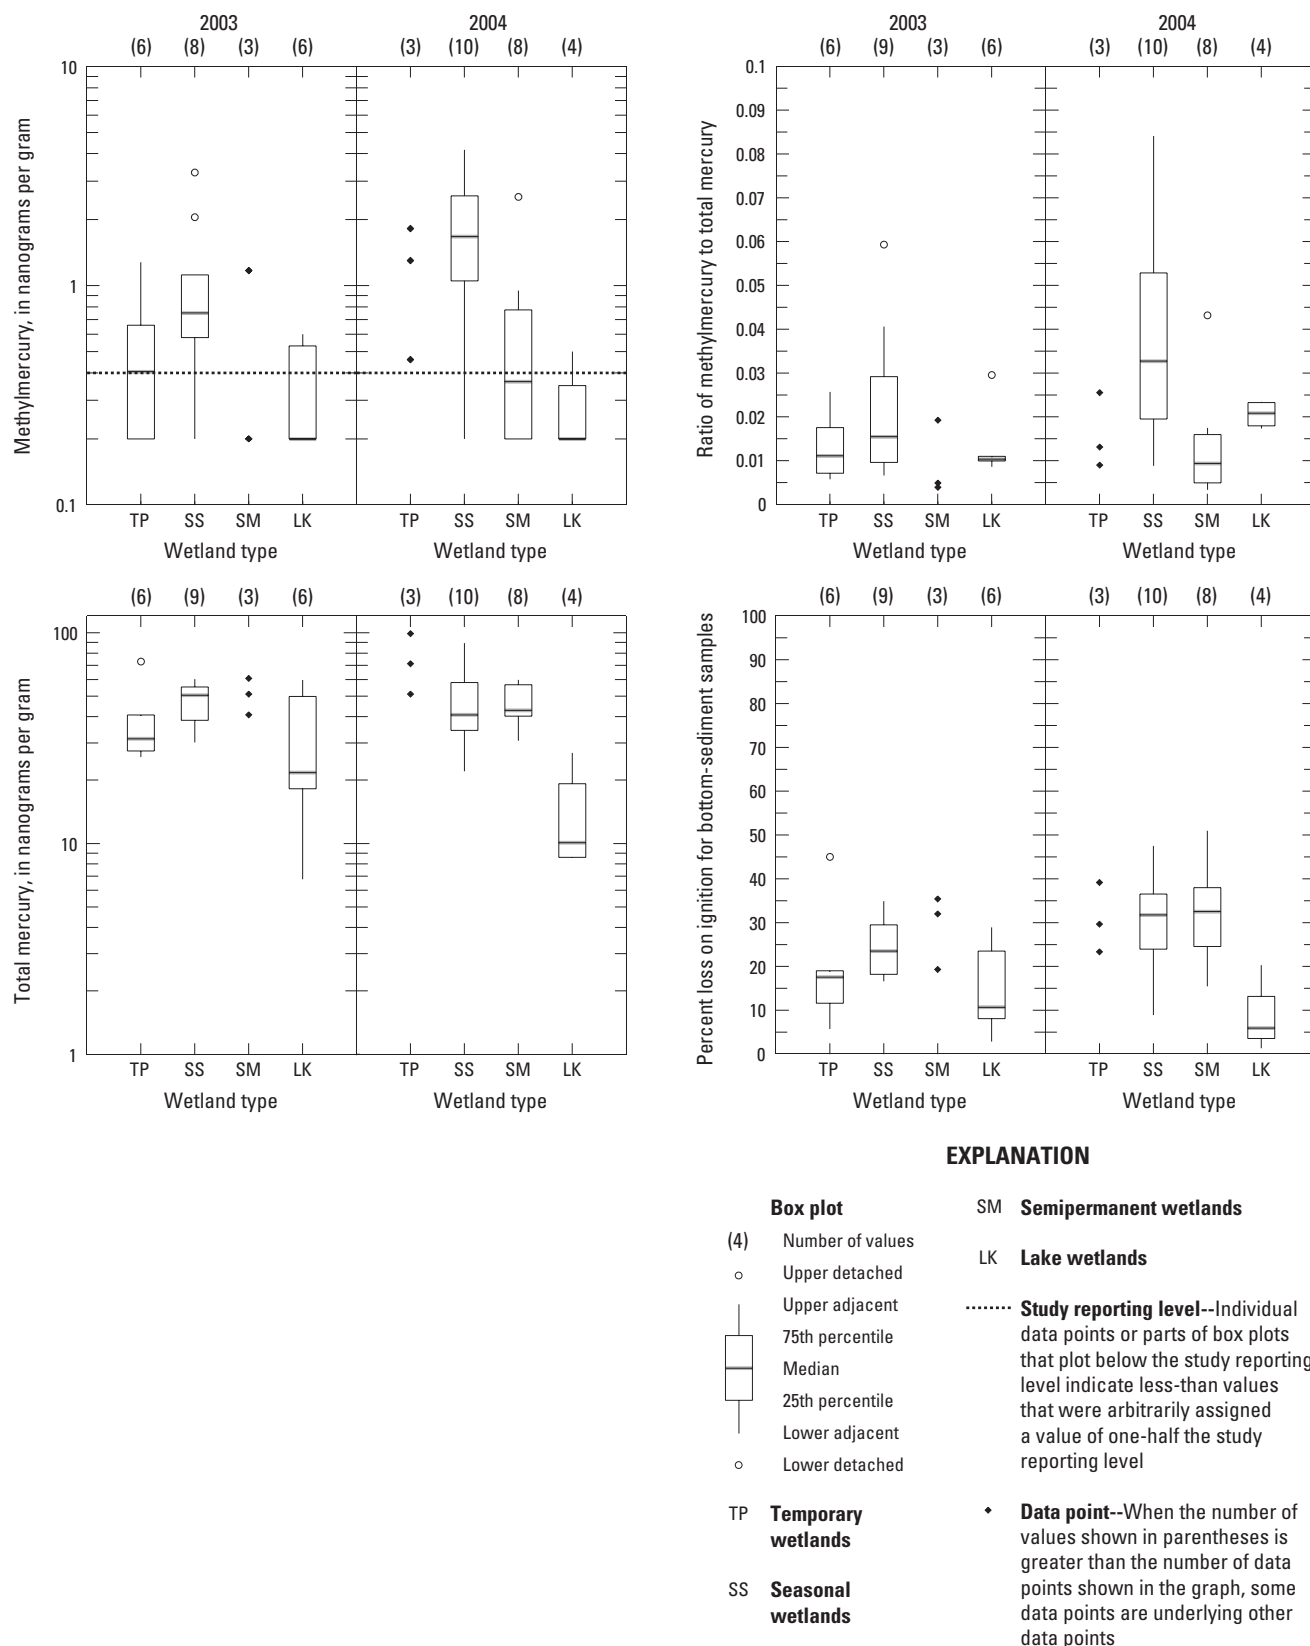 2003 2004
(6) (8) (3) (6) (3) (10) (8) (4)
10
1
0.1
Methylmercury, in nanograms per gram
TP SS SM LK TP SS SM LK
Wetland type Wetland type
2003 2004
(6) (9) (3) (6) (3) (10) (8) (4)
0.1
0.09
0.08
0.07
0.06
0.05
0.04
0.03
0.02
0.01
0
Ratio of methylmercury to total mercury
TP SS SM LK TP SS SM LK
Wetland type Wetland type
(6) (9) (3) (6) (3) (10) (8) (4)
100
10
1
Total mercury, in nanograms per gram
TP SS SM LK TP SS SM LK
Wetland type Wetland type
(6) (9) (3) (6) (3) (10) (8) (4)
100
90
80
70
60
50
40
30
20
10
0
Percent loss on ignition for bottom-sediment samples
TP SS SM LK TP SS SM LK
Wetland type Wetland type
EXPLANATION
Box plot
(4) Number of values
Upper detached
Upper adjacent
75th percentile
Median
25th percentile
Lower adjacent
Lower detached
TP Temporary
wetlands
SS Seasonal
wetlands
SM Semipermanent wetlands
LK Lake wetlands
Study reporting level--Individual
data points or parts of box plots
that plot below the study reporting
level indicate less-than values
that were arbitrarily assigned
a value of one-half the study
reporting level
Data point--When the number of
values shown in parentheses is
greater than the number of data
points shown in the graph, some
data points are underlying other
data points